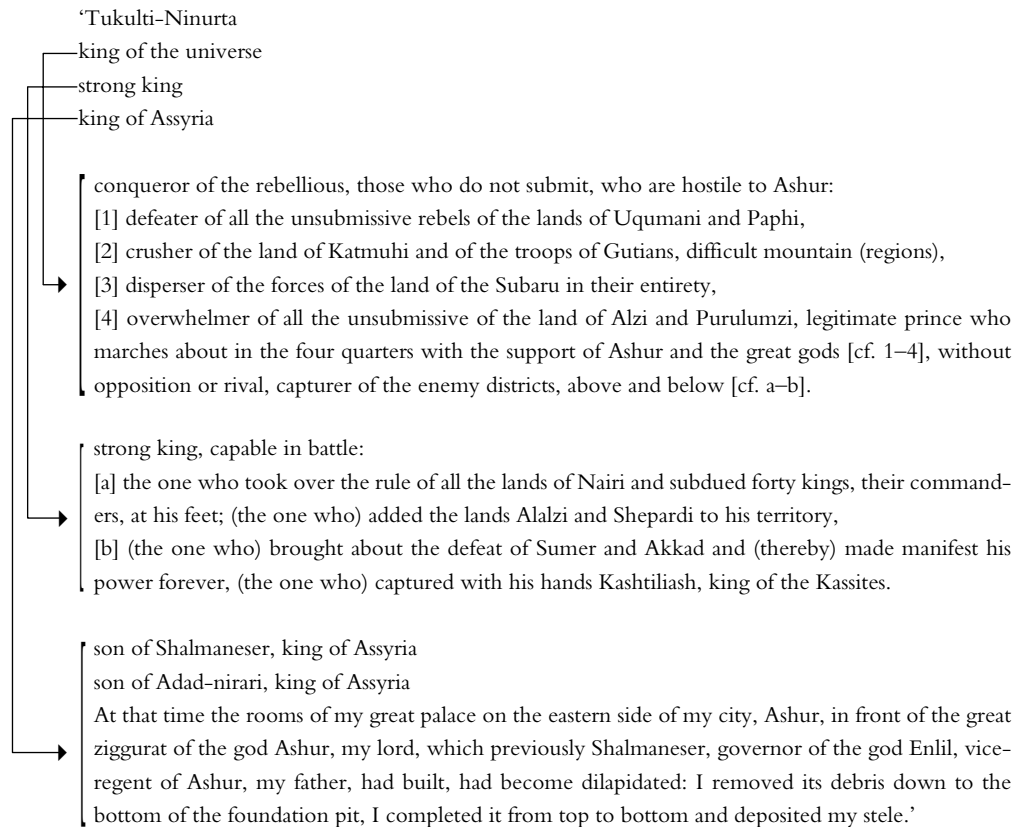 ‘Tukulti-Ninurta
king of the universe
strong king
king of Assyria
conqueror of the rebellious, those who do not submit, who are hostile to Ashur:
[1] defeater of all the unsubmissive rebels of the lands of Uqumani and Paphi,
[2] crusher of the land of Katmuhi and of the troops of Gutians, difficult mountain (regions),
[3] disperser of the forces of the land of the Subaru in their entirety,
[4] overwhelmer of all the unsubmissive of the land of Alzi and Purulumzi, legitimate prince who
marches about in the four quarters with the support of Ashur and the great gods [cf. 1–4], without
opposition or rival, capturer of the enemy districts, above and below [cf. a–b].
strong king, capable in battle:
[a] the one who took over the rule of all the lands of Nairi and subdued forty kings, their command-
ers, at his feet; (the one who) added the lands Alalzi and Shepardi to his territory,
[b] (the one who) brought about the defeat of Sumer and Akkad and (thereby) made manifest his
power forever, (the one who) captured with his hands Kashtiliash, king of the Kassites.
son of Shalmaneser, king of Assyria
son of Adad-nirari, king of Assyria
At that time the rooms of my great palace on the eastern side of my city, Ashur, in front of the great
ziggurat of the god Ashur, my lord, which previously Shalmaneser, governor of the god Enlil, vice-
regent of Ashur, my father, had built, had become dilapidated: I removed its debris down to the
bottom of the foundation pit, I completed it from top to bottom and deposited my stele.’